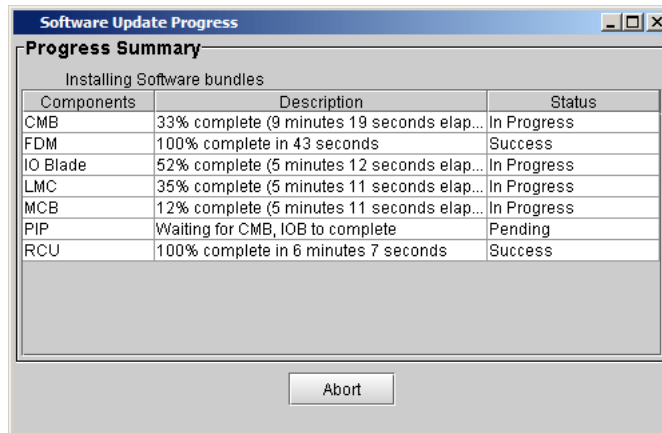 Software Update Progress
Progress Summary
Installing Software bundles
Components Description Status
CMB 33% complete (9 minutes 19 seconds elap... In Progress
FDM 100% complete in 43 seconds Success
IO Blade 52% complete (5 minutes 12 seconds elap... In Progress
LMC 35% complete (5 minutes 11 seconds elap... In Progress
MCB 12% complete (5 minutes 11 seconds elap... In Progress
PIP Waiting for CMB, IOB to complete Pending
RCU 100% complete in 6 minutes 7 seconds Success
Abort